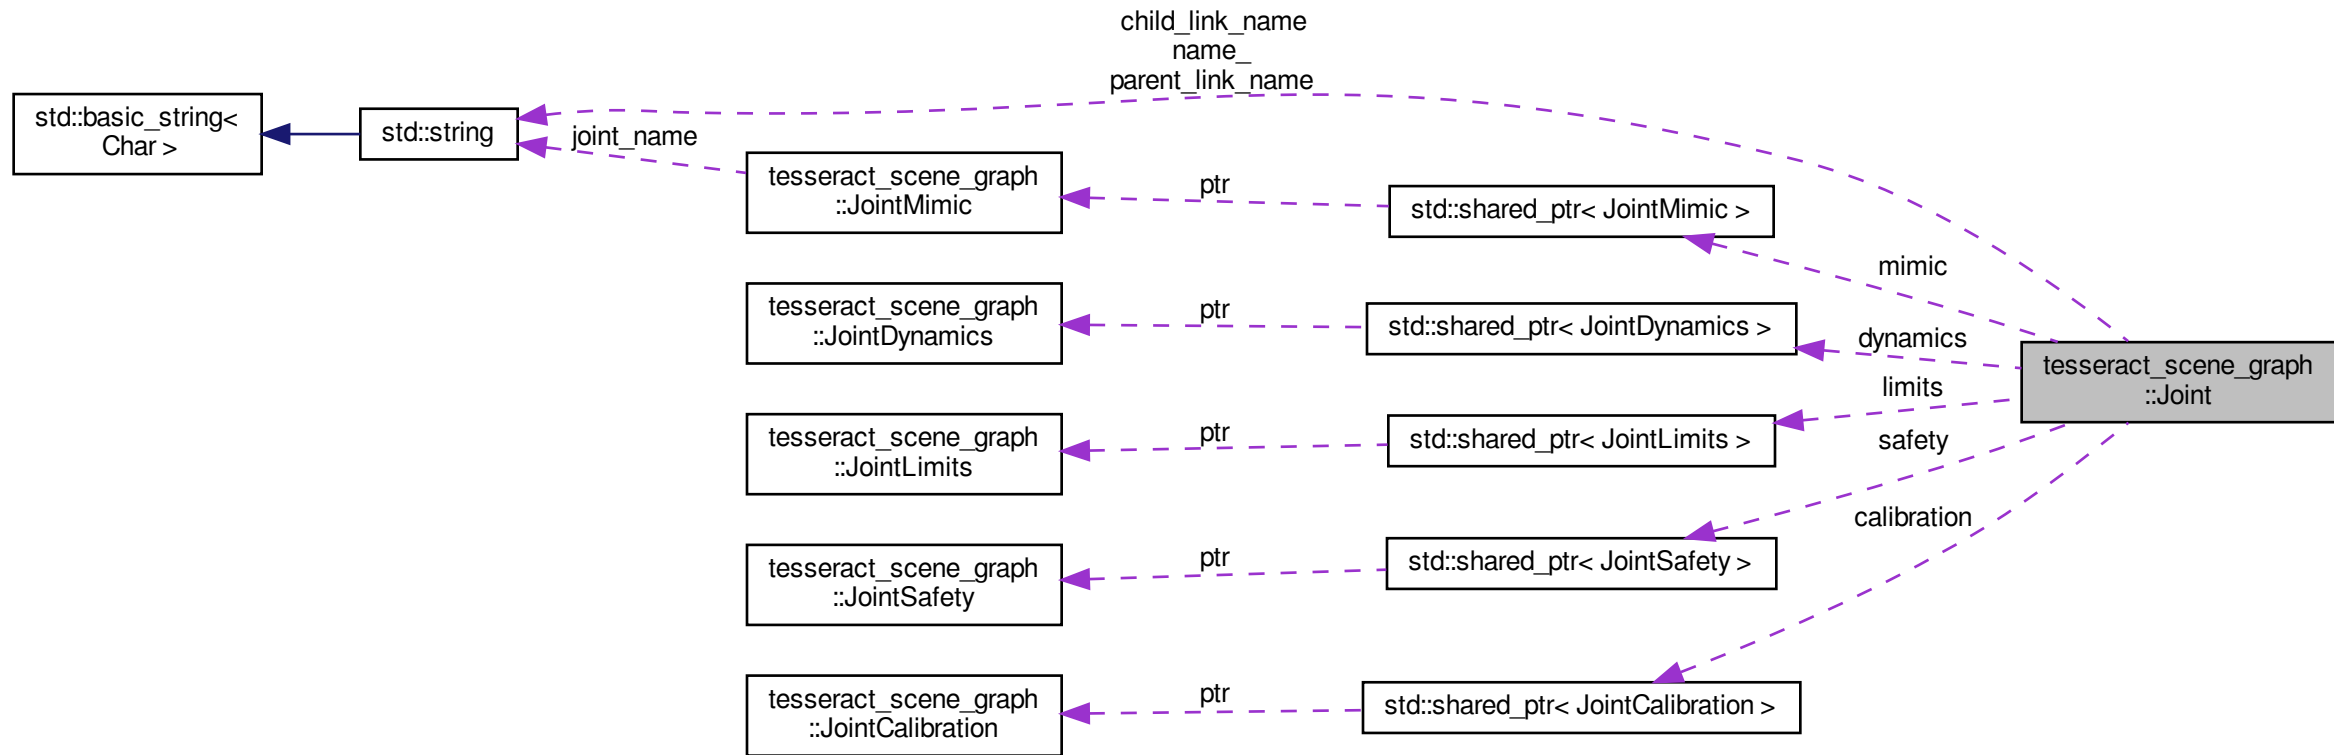 child_link_name
name_
parent_link_name
std::basic_string<
Char >
std::string
joint_name
tesseract_scene_graph
::JointMimic
ptr
std::shared_ptr< JointMimic >
mimic
tesseract_scene_graph
::JointDynamics
ptr
std::shared_ptr< JointDynamics >
dynamics
tesseract_scene_graph
::Joint
limits
tesseract_scene_graph
::JointLimits
ptr
std::shared_ptr< JointLimits >
safety
tesseract_scene_graph
::JointSafety
ptr
std::shared_ptr< JointSafety >
calibration
tesseract_scene_graph
::JointCalibration
ptr
std::shared_ptr< JointCalibration >